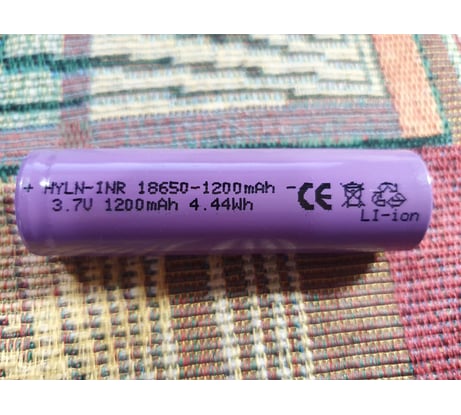 + HYLN-INR 18650-1200mAh -
3.7V 1200mAh 4.44Wh
CE
LI-ion